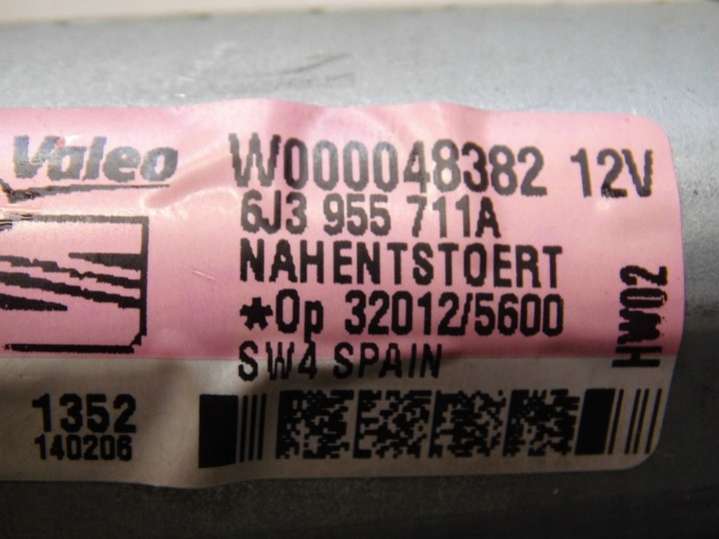 Valeo
W000048382 12V
6J3 955 711A
NAHENTSTOERT
*Op 32012/5600
SW4 SPAIN
HW02
1352
140206